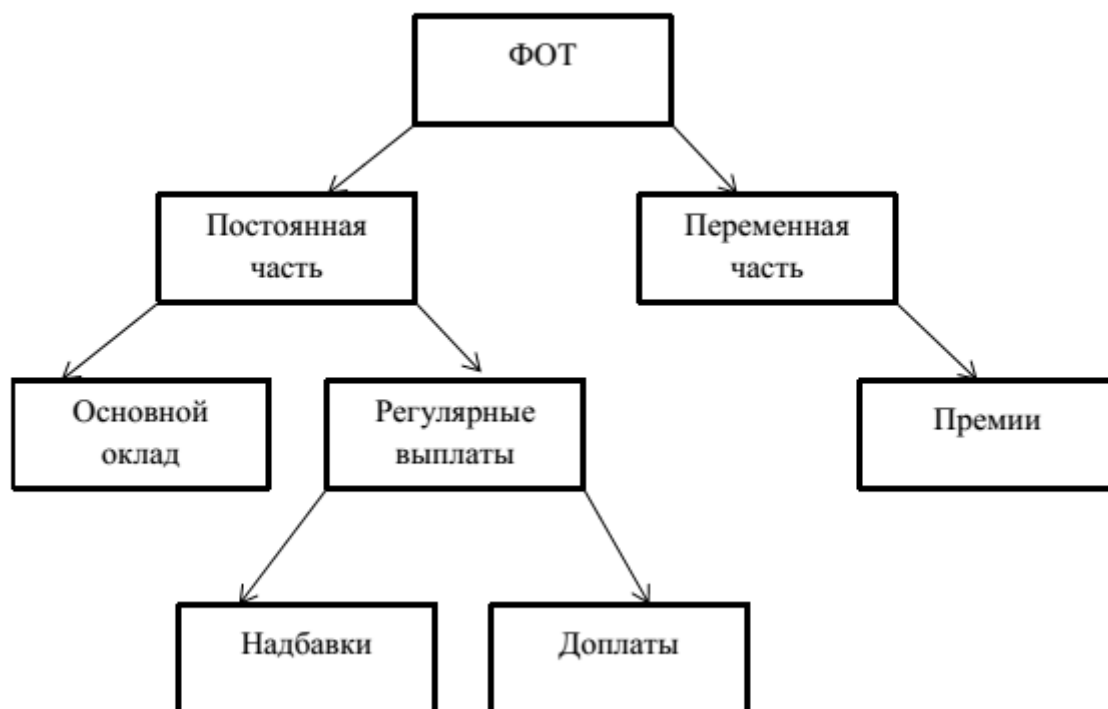 ФОТ
Постоянная
часть
Переменная
часть
Основной
оклад
Регулярные
выплаты
Премии
Надбавки
Доплаты